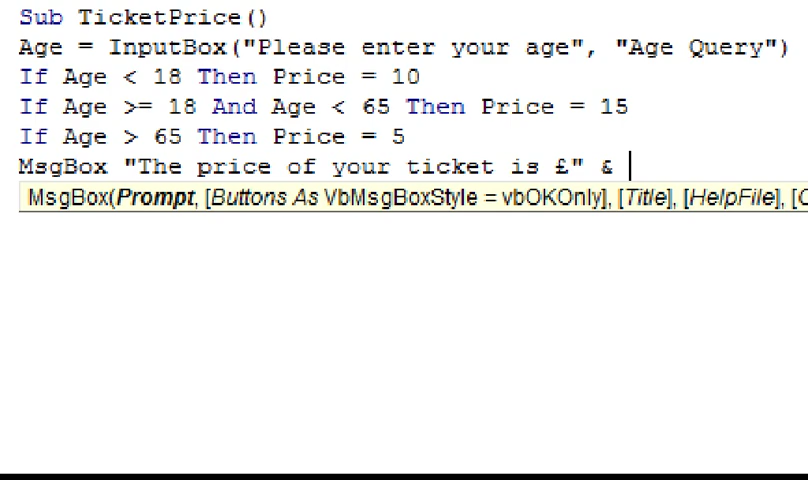 Sub TicketPrice()
Age = InputBox("Please enter your age", "Age Query")
If Age < 18 Then Price = 10
If Age >= 18 And Age < 65 Then Price = 15
If Age > 65 Then Price = 5
MsgBox "The price of your ticket is £" &
MsgBox(Prompt, [Buttons As VbMsgBoxStyle = vbOKOnly], [Title], [HelpFile], [C